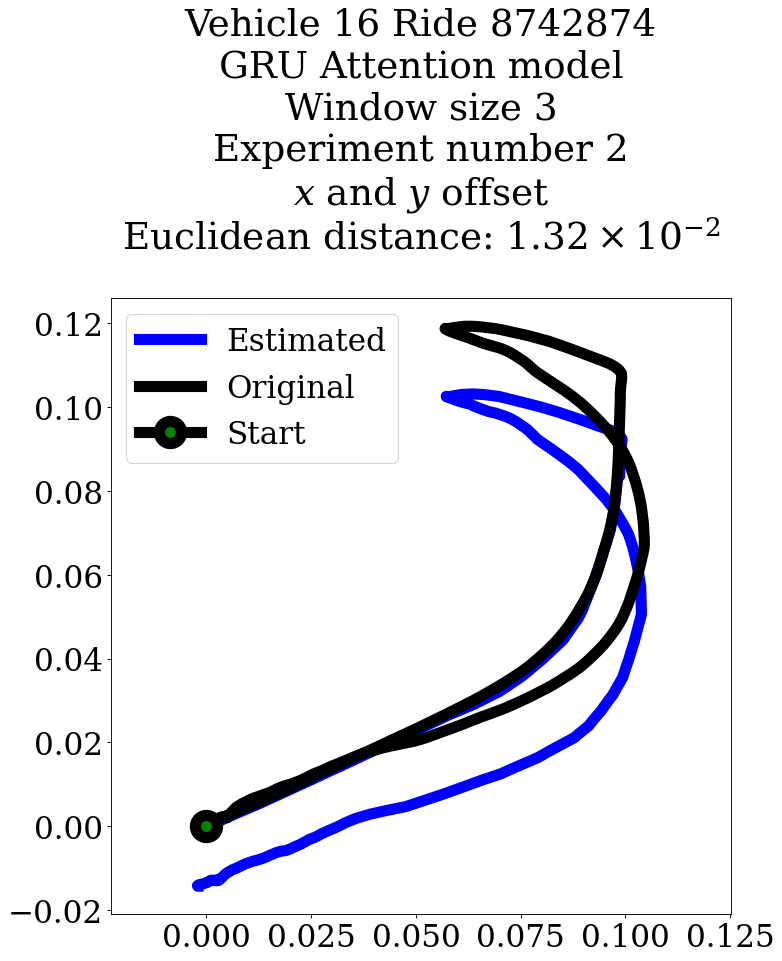 Vehicle 16 Ride 8742874
GRU Attention model
Window size 3
Experiment number 2
x and y offset
Euclidean distance: 1.32 × 10⁻²
Estimated
Original
Start
0.12
0.10
0.08
0.06
0.04
0.02
0.00
−0.02
0.000 0.025 0.050 0.075 0.100 0.125